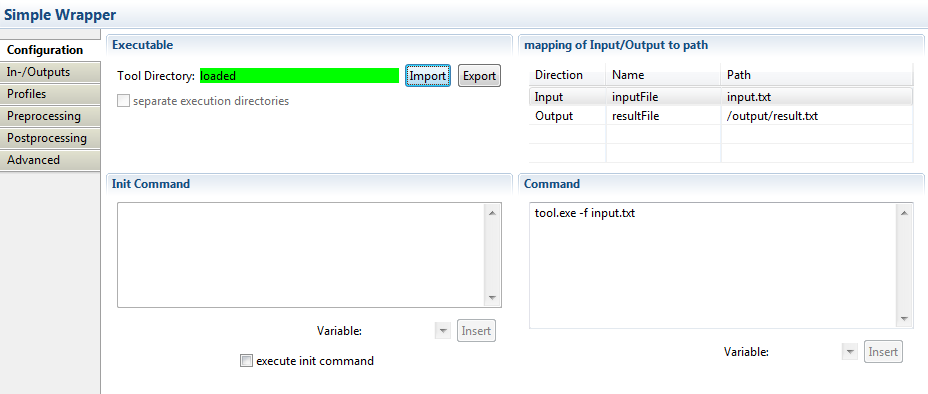 Simple Wrapper
Configuration
In-/Outputs
Profiles
Preprocessing
Postprocessing
Advanced
Executable
Tool Directory: loaded Import Export
separate execution directories
mapping of Input/Output to path
Direction Name Path
Input inputFile input.txt
Output resultFile /output/result.txt
Init Command
Variable: Insert
execute init command
Command
tool.exe -f input.txt
Variable: Insert